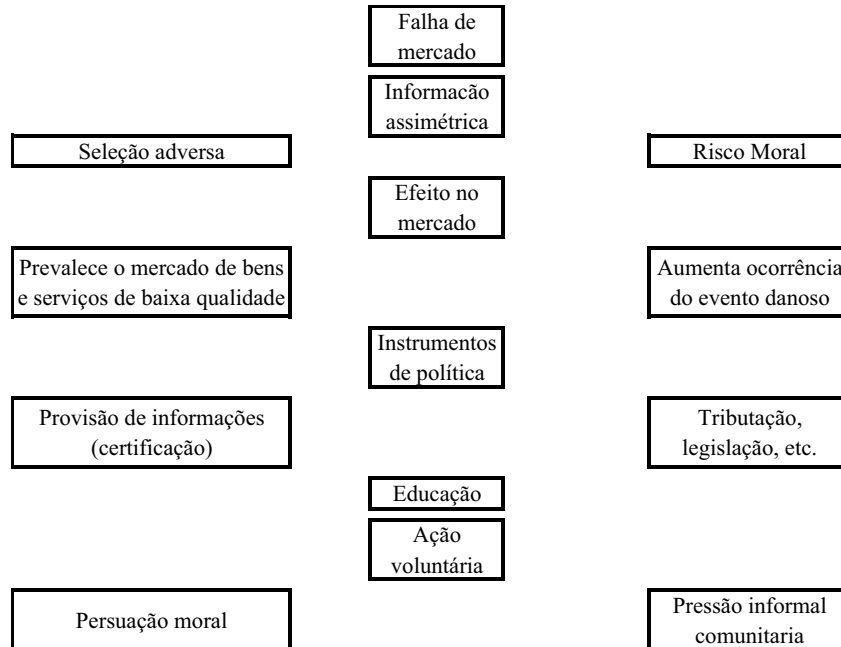 Falha de
mercado
Informacão
assimétrica
Seleção adversa
Risco Moral
Efeito no
mercado
Prevalece o mercado de bens
e serviços de baixa qualidade
Aumenta ocorrência
do evento danoso
Instrumentos
de política
Provisão de informações
(certificação)
Tributação,
legislação, etc.
Educação
Ação
voluntária
Persuação moral
Pressão informal
comunitaria